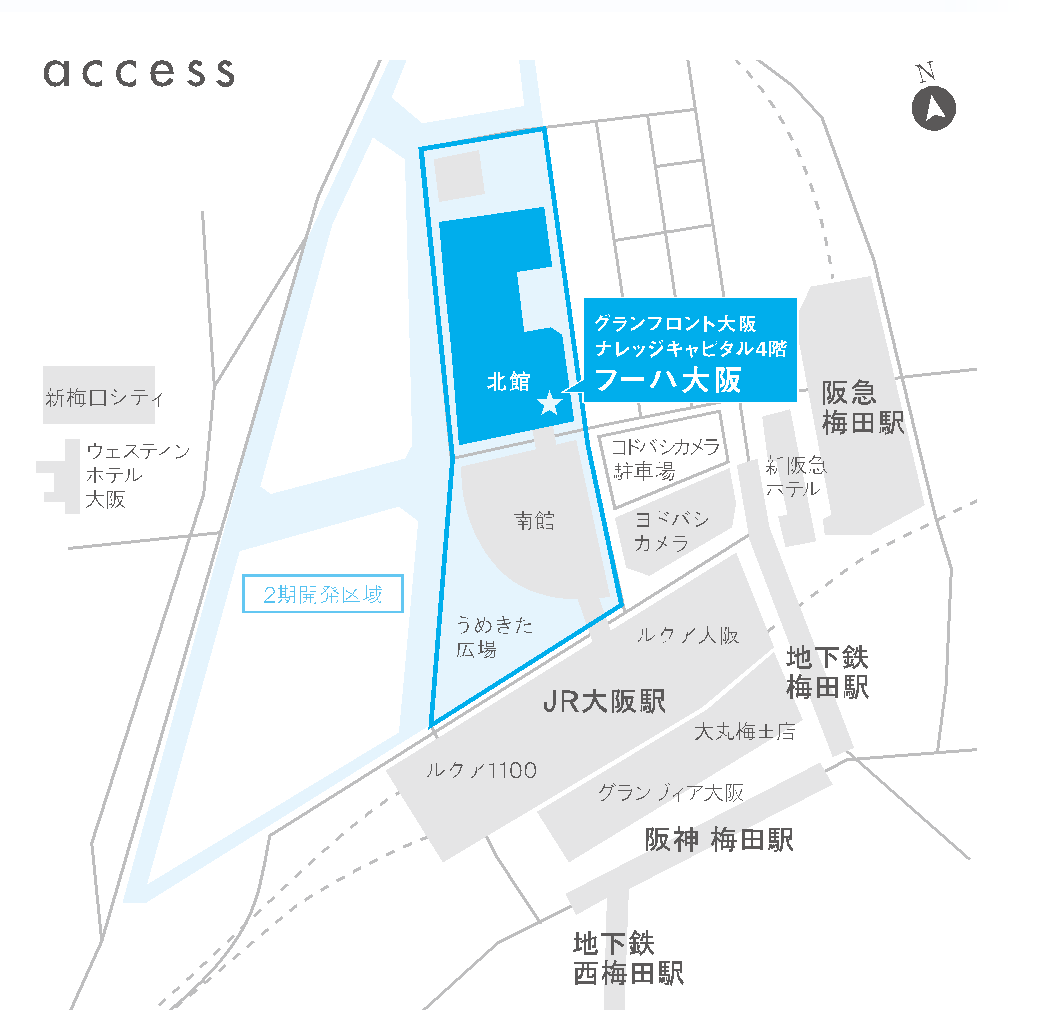 access
N
グランフロント大阪
ナレッジキャピタル4階
フーハ大阪
北館
阪急
梅田駅
新梅口シティ
ウェスティン
ホテル
大阪
コドバシカメラ
駐車場
新阪急
ホテル
南館
ヨドバシ
カメラ
2期開発区域
うめきた
広場
ルクア大阪
地下鉄
梅田駅
JR大阪駅
大丸梅土店
ルクア1100
グランヴィア大阪
阪神 梅田駅
地下鉄
西梅田駅